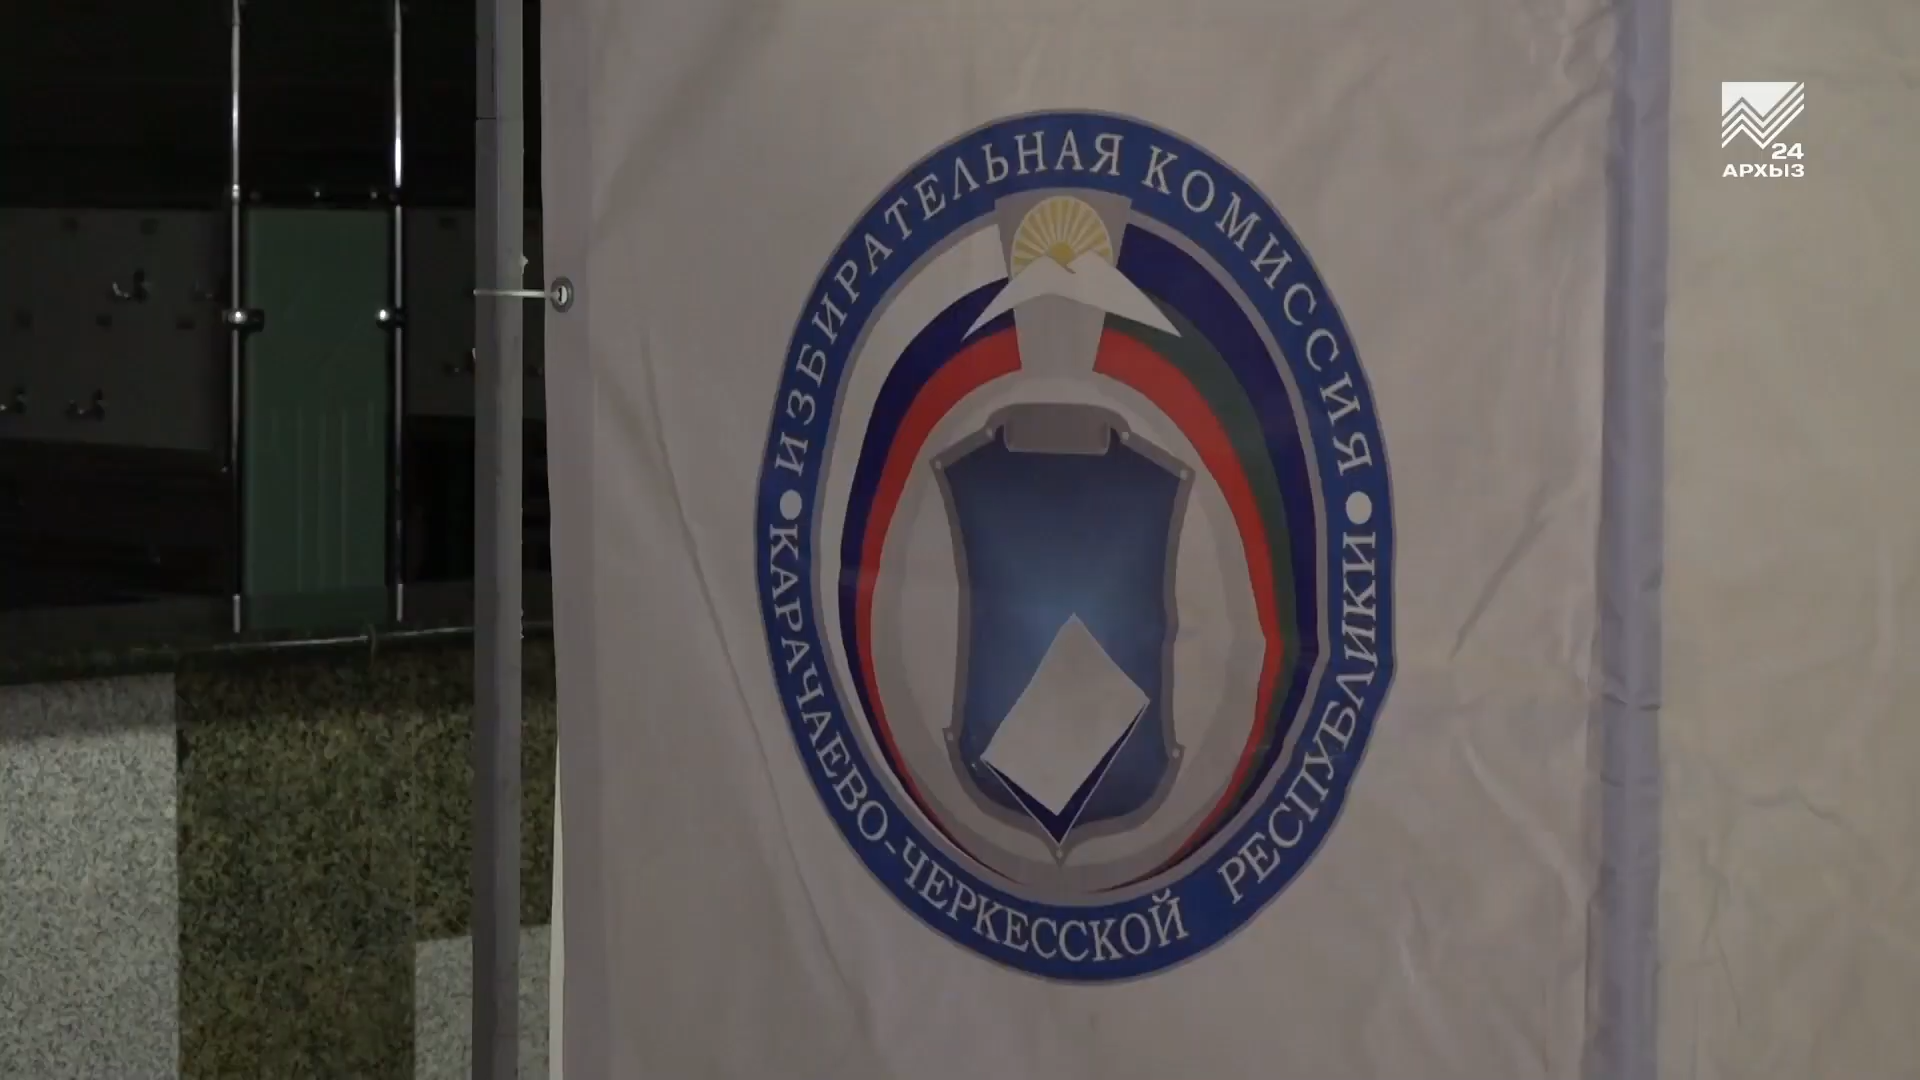 ИЗБИРАТЕЛЬНАЯ КОМИССИЯ
КАРАЧАЕВО-ЧЕРКЕССКОЙ РЕСПУБЛИКИ
24
АРХЫЗ